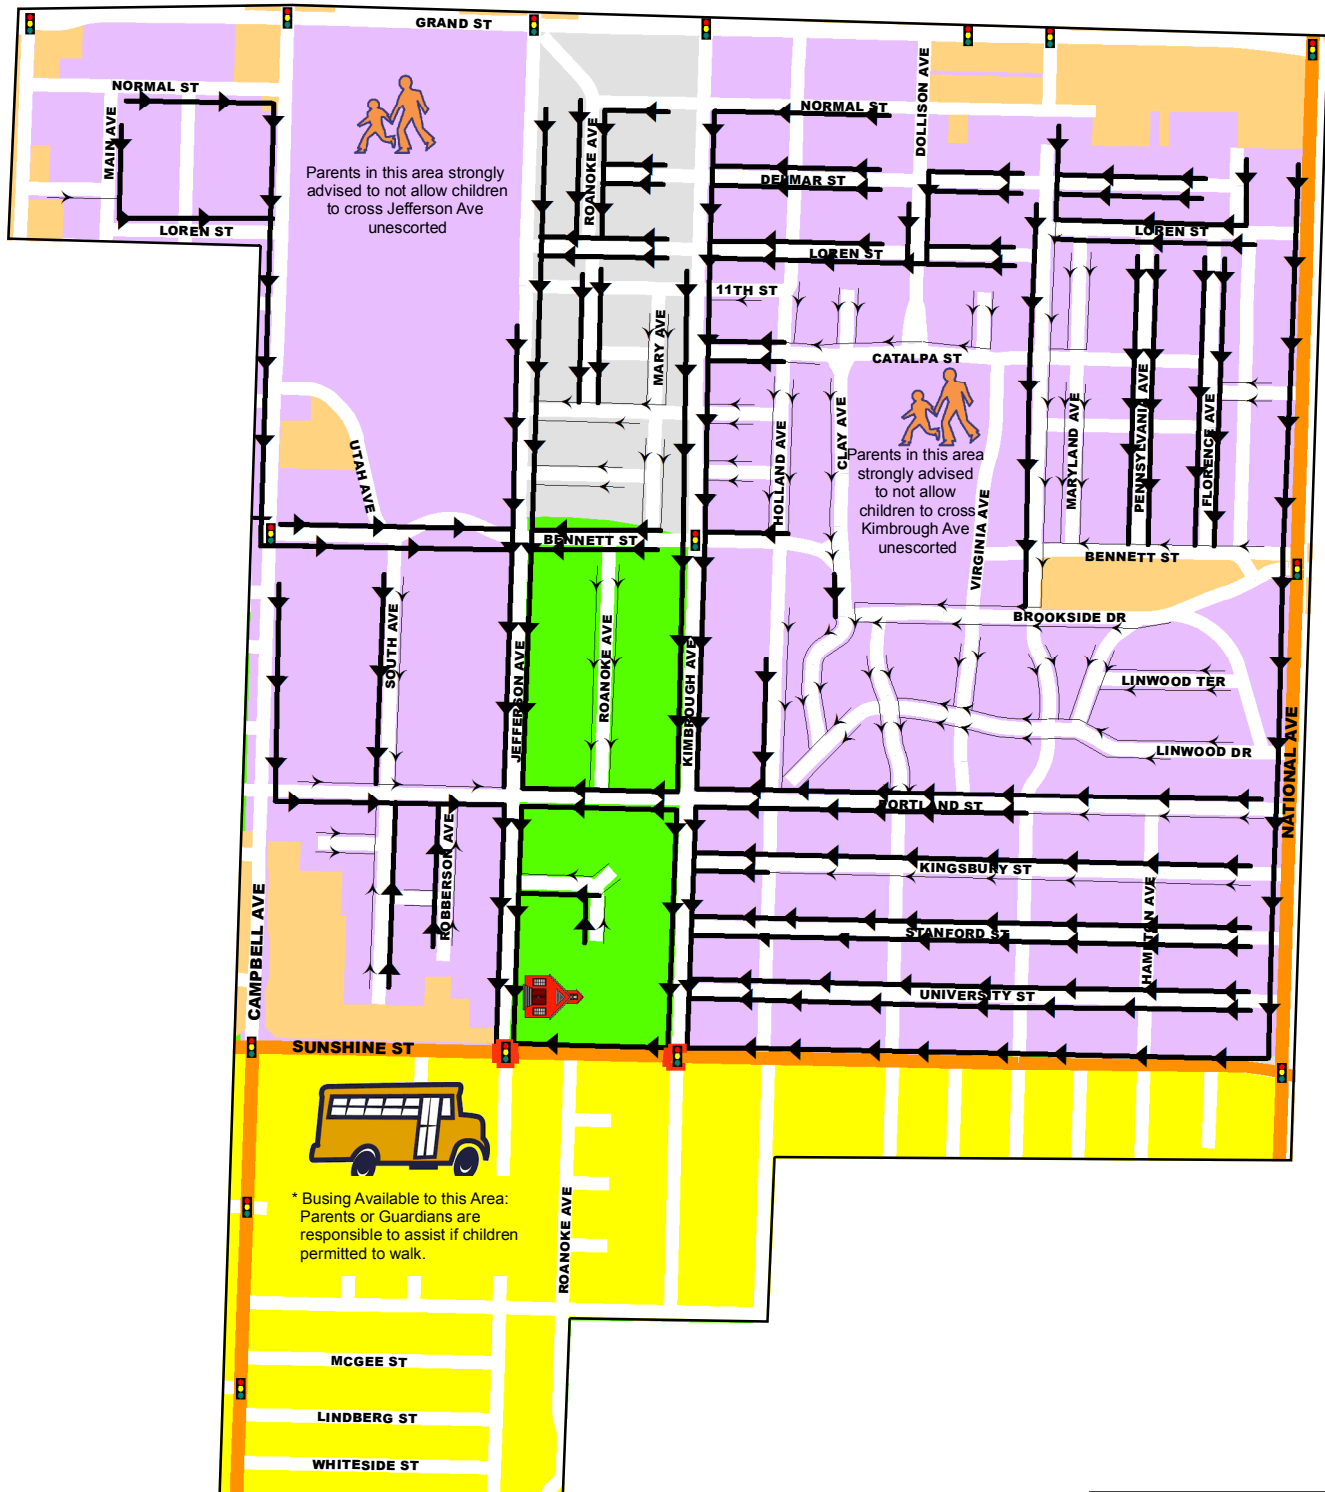 GRAND ST
NORMAL ST
MAIN AVE
LOREN ST
Parents in this area strongly
advised to not allow children
to cross Jefferson Ave
unescorted
ROANOKE AVE
NORMAL ST
DOLLISON AVE
DELMAR ST
LOREN ST
LOREN ST
11TH ST
MARY AVE
CATALPA ST
UTAH AVE
HOLLAND AVE
CLAY AVE
Parents in this area
strongly advised
to not allow
children to cross
Kimbrough Ave
unescorted
VIRGINIA AVE
MARYLAND AVE
PENNSYLVANIA AVE
FLORENCE AVE
BENNETT ST
BENNETT ST
BROOKSIDE DR
SOUTH AVE
JEFFERSON AVE
ROANOKE AVE
KIMBROUGH AVE
LINWOOD TER
LINWOOD DR
NATIONAL AVE
PORTLAND ST
ROBBERSON AVE
KINGSBURY ST
STANFORD ST
HAMPTON AVE
UNIVERSITY ST
CAMPBELL AVE
SUNSHINE ST
* Busing Available to this Area:
Parents or Guardians are
responsible to assist if children
permitted to walk.
ROANOKE AVE
MCGEE ST
LINDBERG ST
WHITESIDE ST